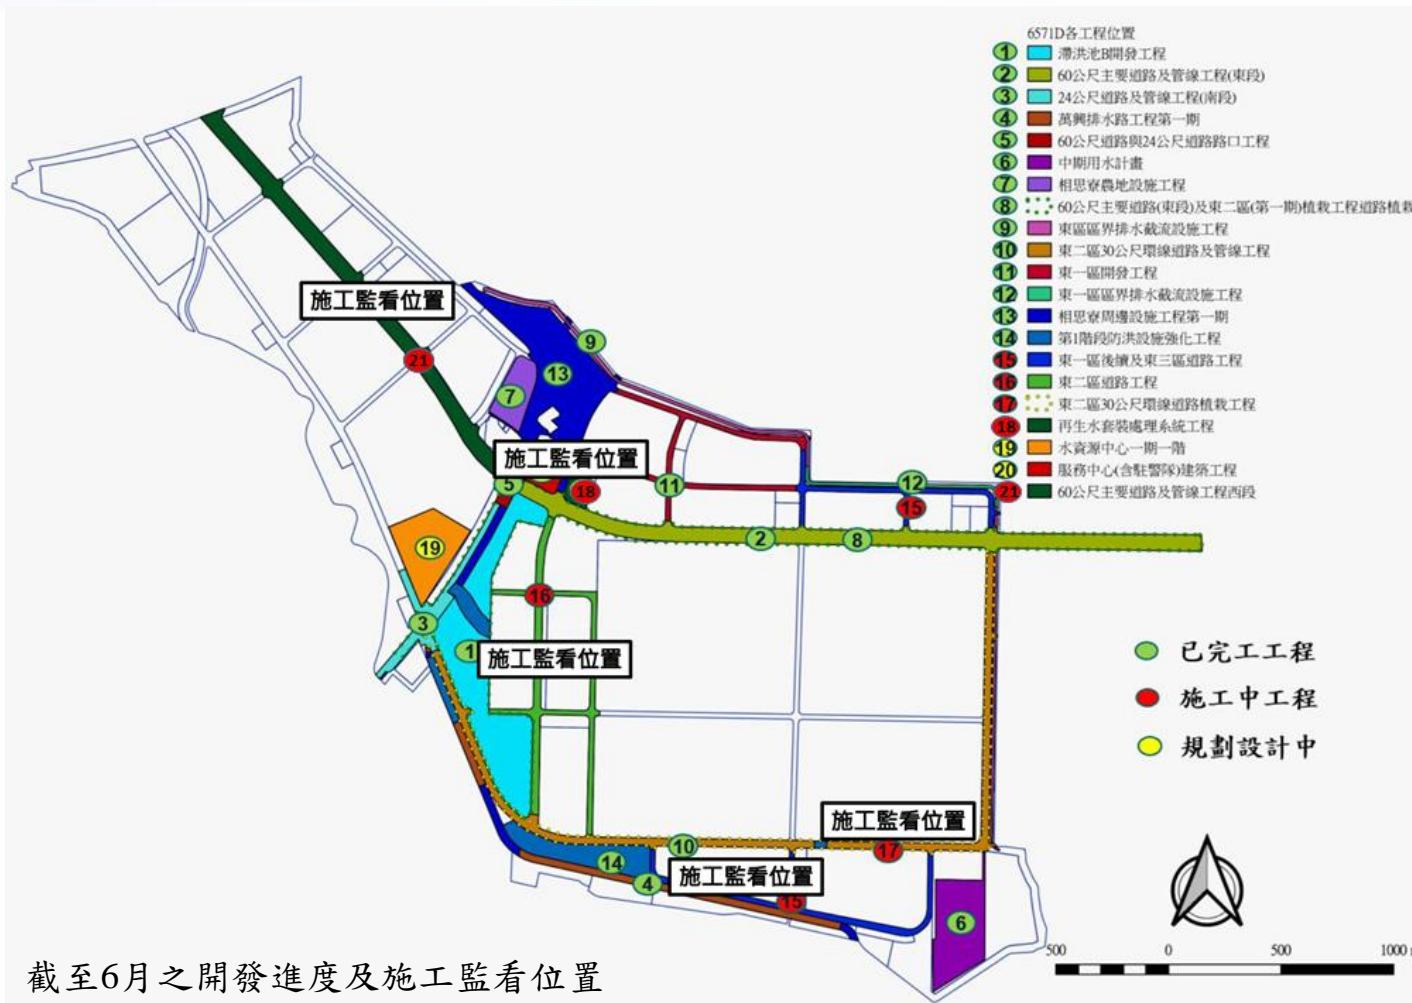 6571D各工程位置
1 滯洪池B開發工程
2 60公尺主要道路及管線工程(東段)
3 24公尺道路及管線工程(南段)
4 萬興排水路工程第一期
5 60公尺道路與24公尺道路路口工程
6 中期用水計畫
7 相思寮農地設施工程
8 60公尺主要道路(東段)及東二區(第一期)植栽工程道路植栽
9 東區區界排水截流設施工程
10 東二區30公尺環線道路及管線工程
11 東一區開發工程
12 東一區區界排水截流設施工程
13 相思寮周邊設施工程第一期
14 第1階段防洪設施強化工程
15 東一區後續及東三區道路工程
16 東二區道路工程
17 東二區30公尺環線道路植栽工程
18 再生水套裝處理系統工程
19 水資源中心一期一階
20 服務中心(含駐警隊)建築工程
21 60公尺主要道路及管線工程西段
施工監看位置
21
9
13
7
施工監看位置
5
18
11
12
15
2
8
19
16
3
1
施工監看位置
已完工工程
施工中工程
規劃設計中
施工監看位置
10
17
14
4
施工監看位置
15
6
500 0 500 1000
截至6月之開發進度及施工監看位置